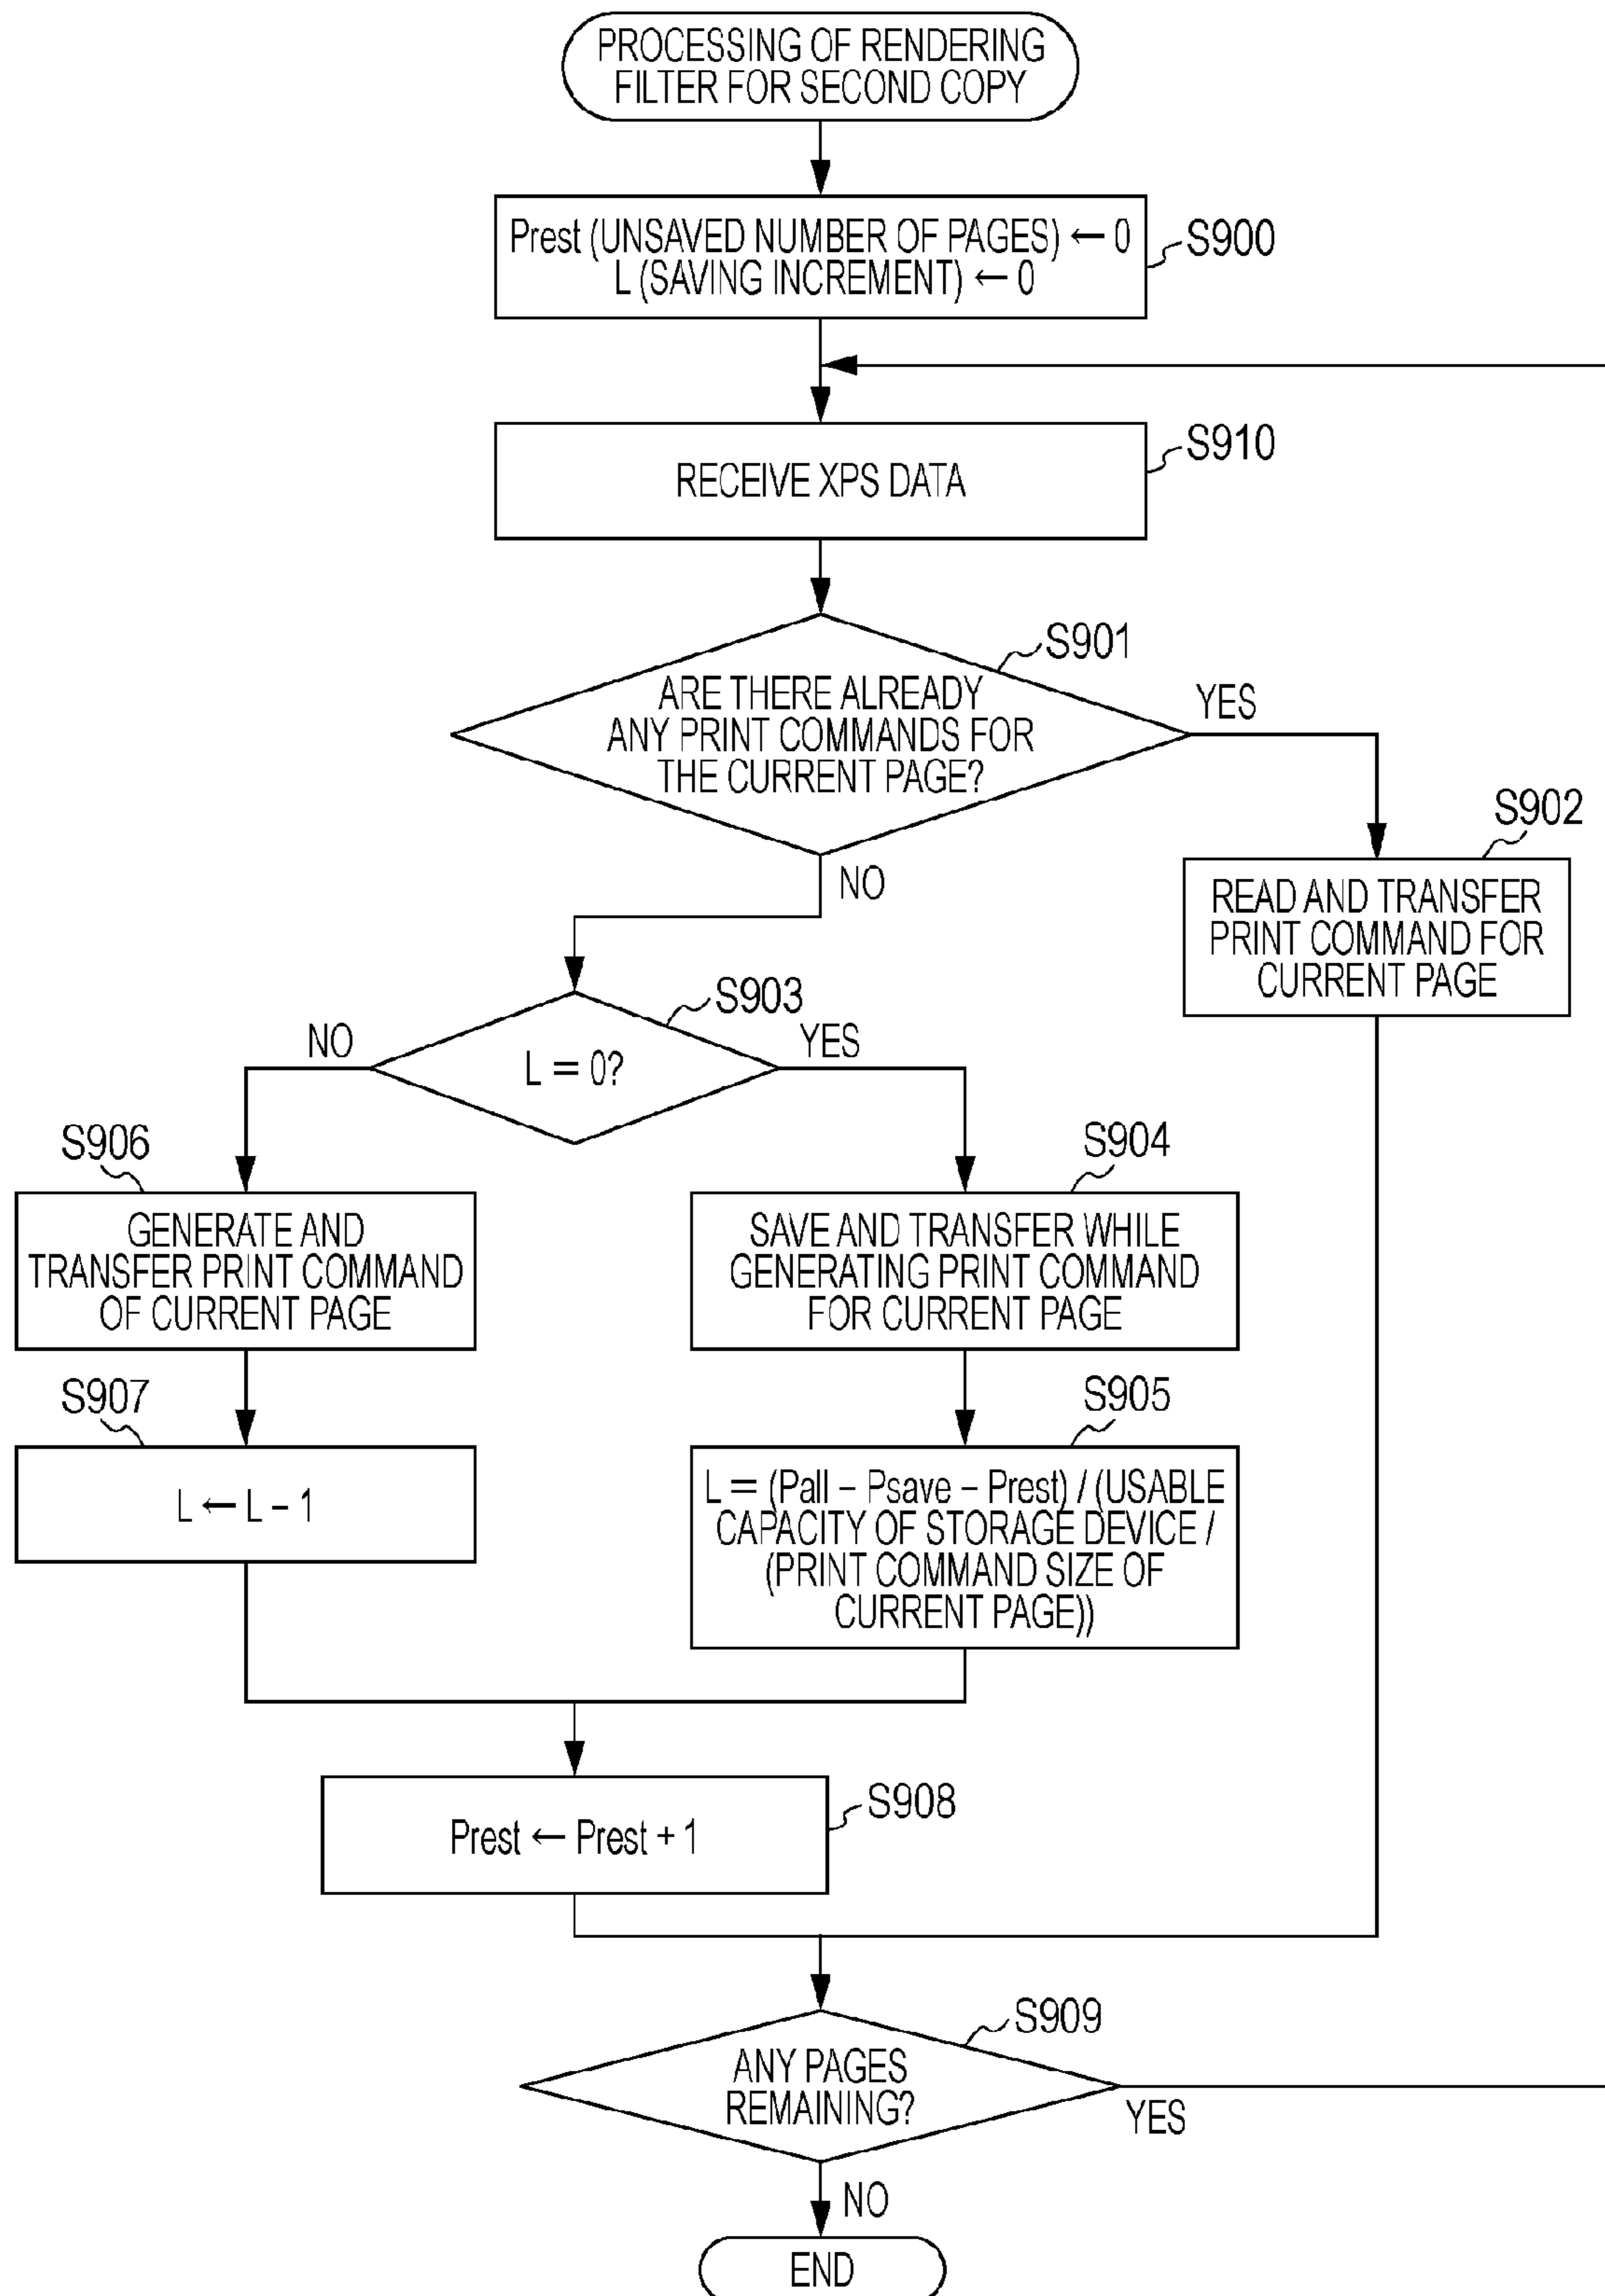 PROCESSING OF RENDERING
FILTER FOR SECOND COPY
Prest (UNSAVED NUMBER OF PAGES) ← 0
L (SAVING INCREMENT) ← 0
S900
RECEIVE XPS DATA
S910
S901
ARE THERE ALREADY
ANY PRINT COMMANDS FOR
THE CURRENT PAGE?
YES
NO
S902
READ AND TRANSFER
PRINT COMMAND FOR
CURRENT PAGE
S903
L = 0?
NO
YES
S906
GENERATE AND
TRANSFER PRINT COMMAND
OF CURRENT PAGE
S904
SAVE AND TRANSFER WHILE
GENERATING PRINT COMMAND
FOR CURRENT PAGE
S907
L ← L – 1
S905
L = (Pall – Psave – Prest) / (USABLE
CAPACITY OF STORAGE DEVICE /
(PRINT COMMAND SIZE OF
CURRENT PAGE))
Prest ← Prest + 1
S908
S909
ANY PAGES
REMAINING?
YES
NO
END